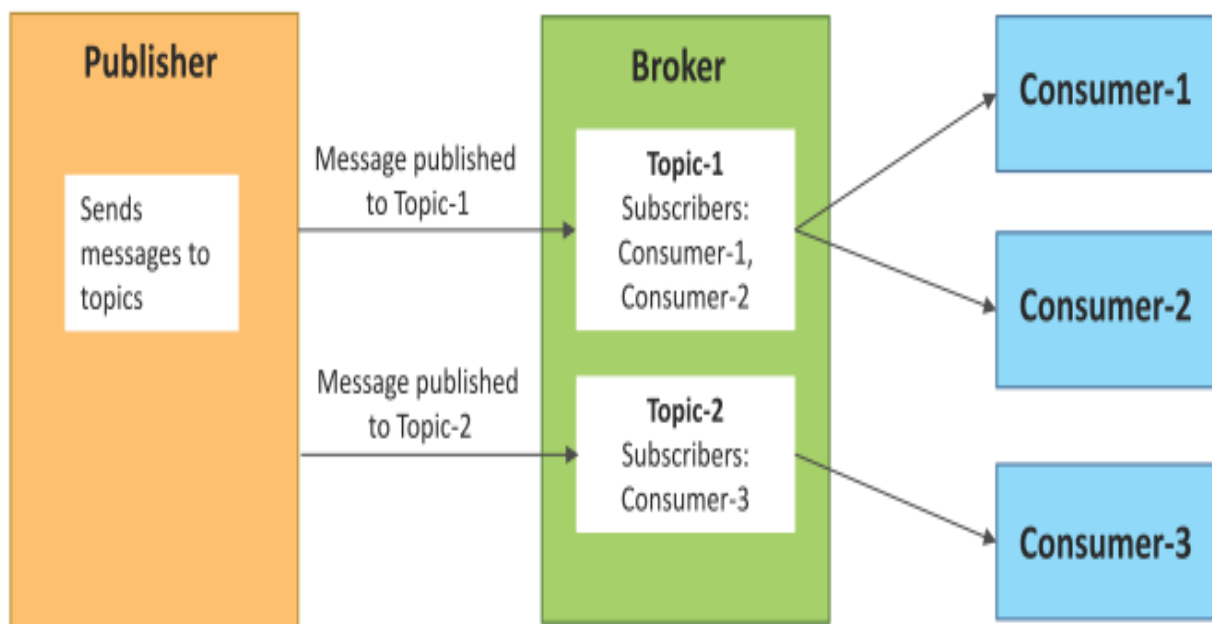 Publisher
Sends
messages to
topics
Message published
to Topic-1
Message published
to Topic-2
Broker
Topic-1
Subscribers:
Consumer-1,
Consumer-2
Topic-2
Subscribers:
Consumer-3
Consumer-1
Consumer-2
Consumer-3